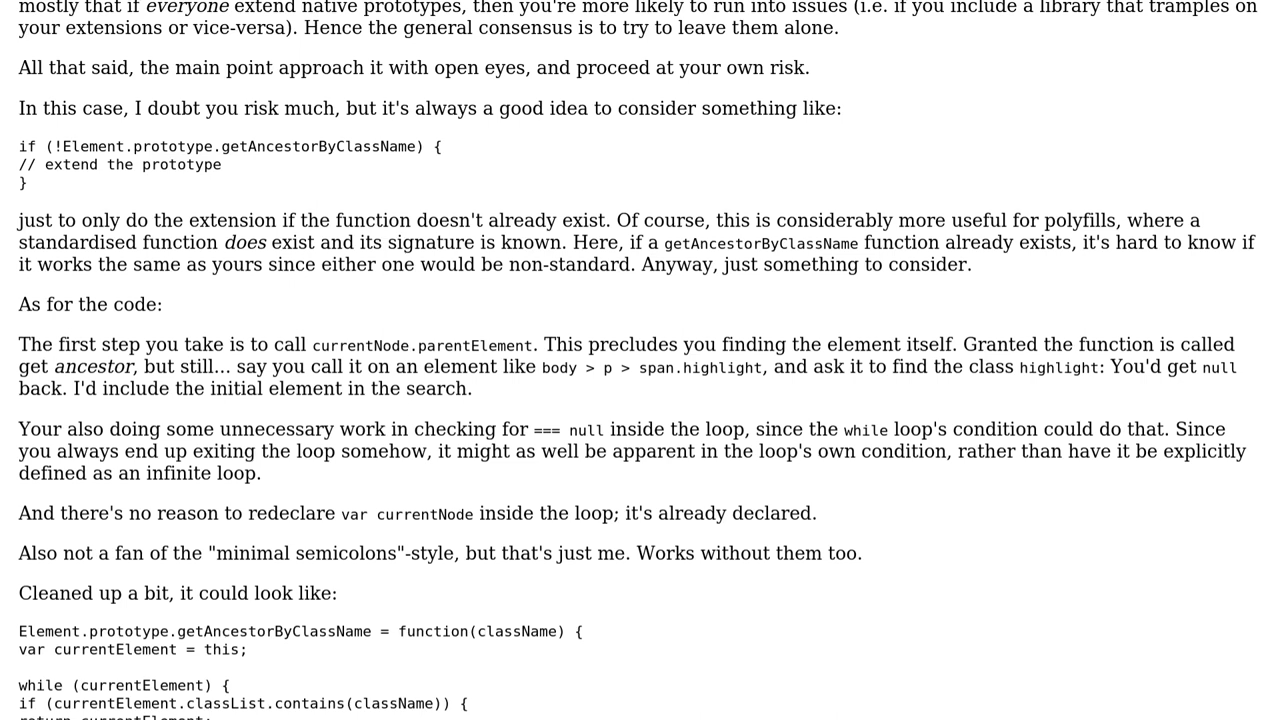 mostly that if everyone extend native prototypes, then you're more likely to run into issues (i.e. if you include a library that tramples on
your extensions or vice-versa). Hence the general consensus is to try to leave them alone.
All that said, the main point approach it with open eyes, and proceed at your own risk.
In this case, I doubt you risk much, but it's always a good idea to consider something like:
if (!Element.prototype.getAncestorByClassName) {
// extend the prototype
}
just to only do the extension if the function doesn't already exist. Of course, this is considerably more useful for polyfills, where a
standardised function does exist and its signature is known. Here, if a getAncestorByClassName function already exists, it's hard to know if
it works the same as yours since either one would be non-standard. Anyway, just something to consider.
As for the code:
The first step you take is to call currentNode.parentElement. This precludes you finding the element itself. Granted the function is called
get ancestor, but still... say you call it on an element like body > p > span.highlight, and ask it to find the class highlight: You'd get null
back. I'd include the initial element in the search.
Your also doing some unnecessary work in checking for === null inside the loop, since the while loop's condition could do that. Since
you always end up exiting the loop somehow, it might as well be apparent in the loop's own condition, rather than have it be explicitly
defined as an infinite loop.
And there's no reason to redeclare var currentNode inside the loop; it's already declared.
Also not a fan of the "minimal semicolons"-style, but that's just me. Works without them too.
Cleaned up a bit, it could look like:
Element.prototype.getAncestorByClassName = function(className) {
var currentElement = this;
while (currentElement) {
if (currentElement.classList.contains(className)) {
return currentElement;